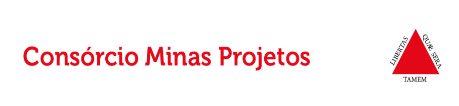 Consórcio Minas Projetos
LIBERTAS
QUÆ SERA
TAMEM